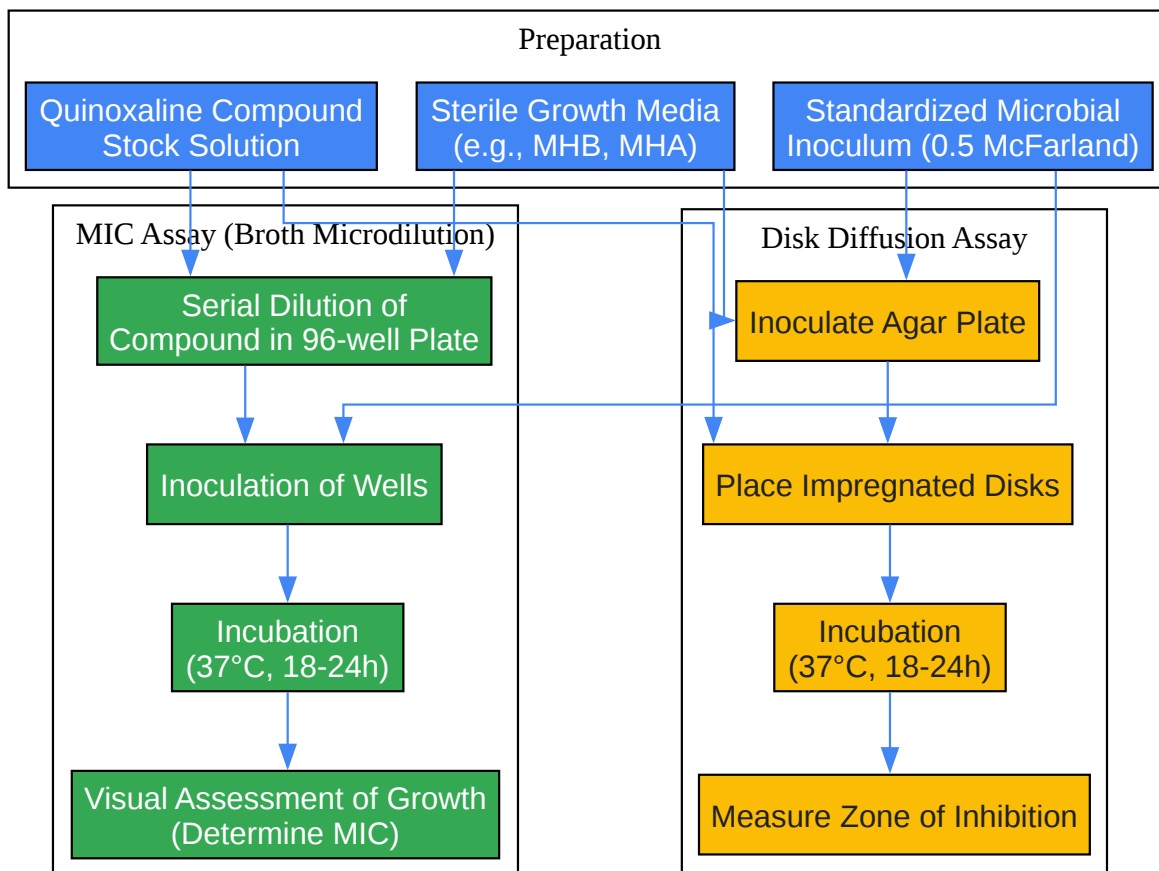 Preparation
Quinoxaline Compound
Stock Solution
Sterile Growth Media
(e.g., MHB, MHA)
Standardized Microbial
Inoculum (0.5 McFarland)
MIC Assay (Broth Microdilution)
Serial Dilution of
Compound in 96-well Plate
Inoculation of Wells
Incubation
(37°C, 18-24h)
Visual Assessment of Growth
(Determine MIC)
Disk Diffusion Assay
Inoculate Agar Plate
Place Impregnated Disks
Incubation
(37°C, 18-24h)
Measure Zone of Inhibition